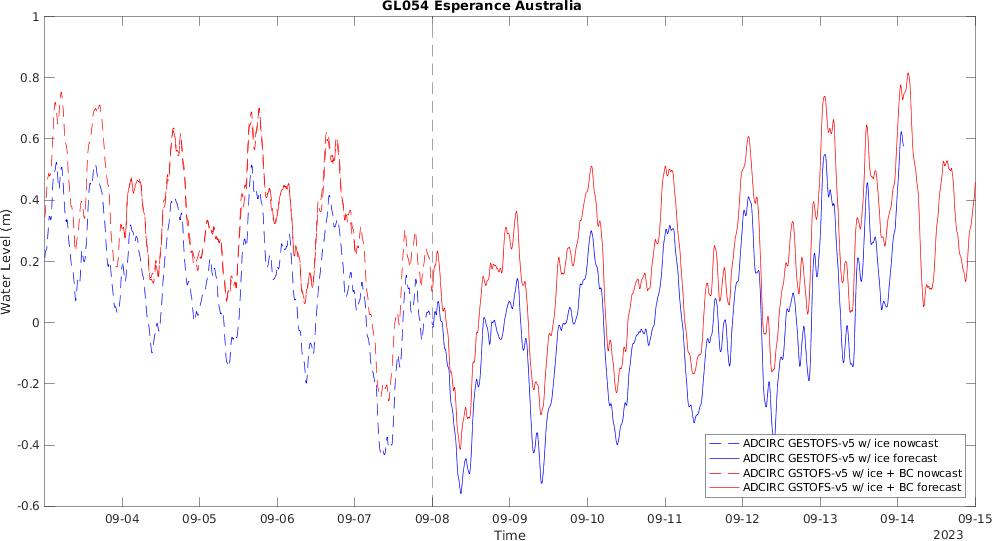 GL054 Esperance Australia
1
0.8
0.6
0.4
0.2
0
-0.2
-0.4
-0.6
Water Level (m)
ADCIRC GESTOFS-v5 w/ ice nowcast
ADCIRC GESTOFS-v5 w/ ice forecast
ADCIRC GSTOFS-v5 w/ ice + BC nowcast
ADCIRC GSTOFS-v5 w/ ice + BC forecast
09-04 09-05 09-06 09-07 09-08 09-09 09-10 09-11 09-12 09-13 09-14 09-15
Time 2023